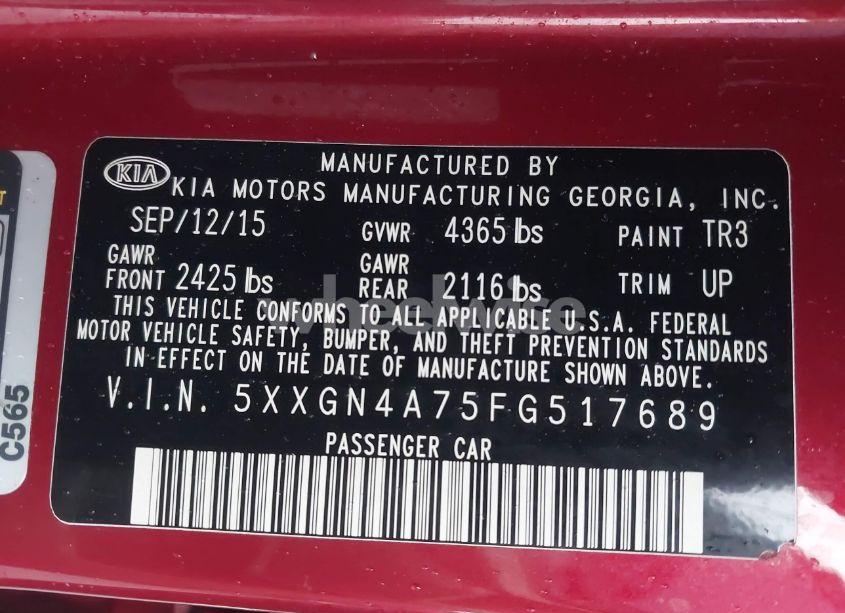 MANUFACTURED BY
KIA KIA MOTORS MANUFACTURING GEORGIA, INC.
SEP/12/15 GVWR 4365 lbs PAINT TR3
GAWR FRONT 2425 lbs GAWR REAR 2116 lbs TRIM UP
THIS VEHICLE CONFORMS TO ALL APPLICABLE U.S.A. FEDERAL
MOTOR VEHICLE SAFETY, BUMPER, AND THEFT PREVENTION STANDARDS
IN EFFECT ON THE DATE OF MANUFACTURE SHOWN ABOVE.
V.I.N. 5XXGN4A75FG517689
PASSENGER CAR
C565
wheelwise